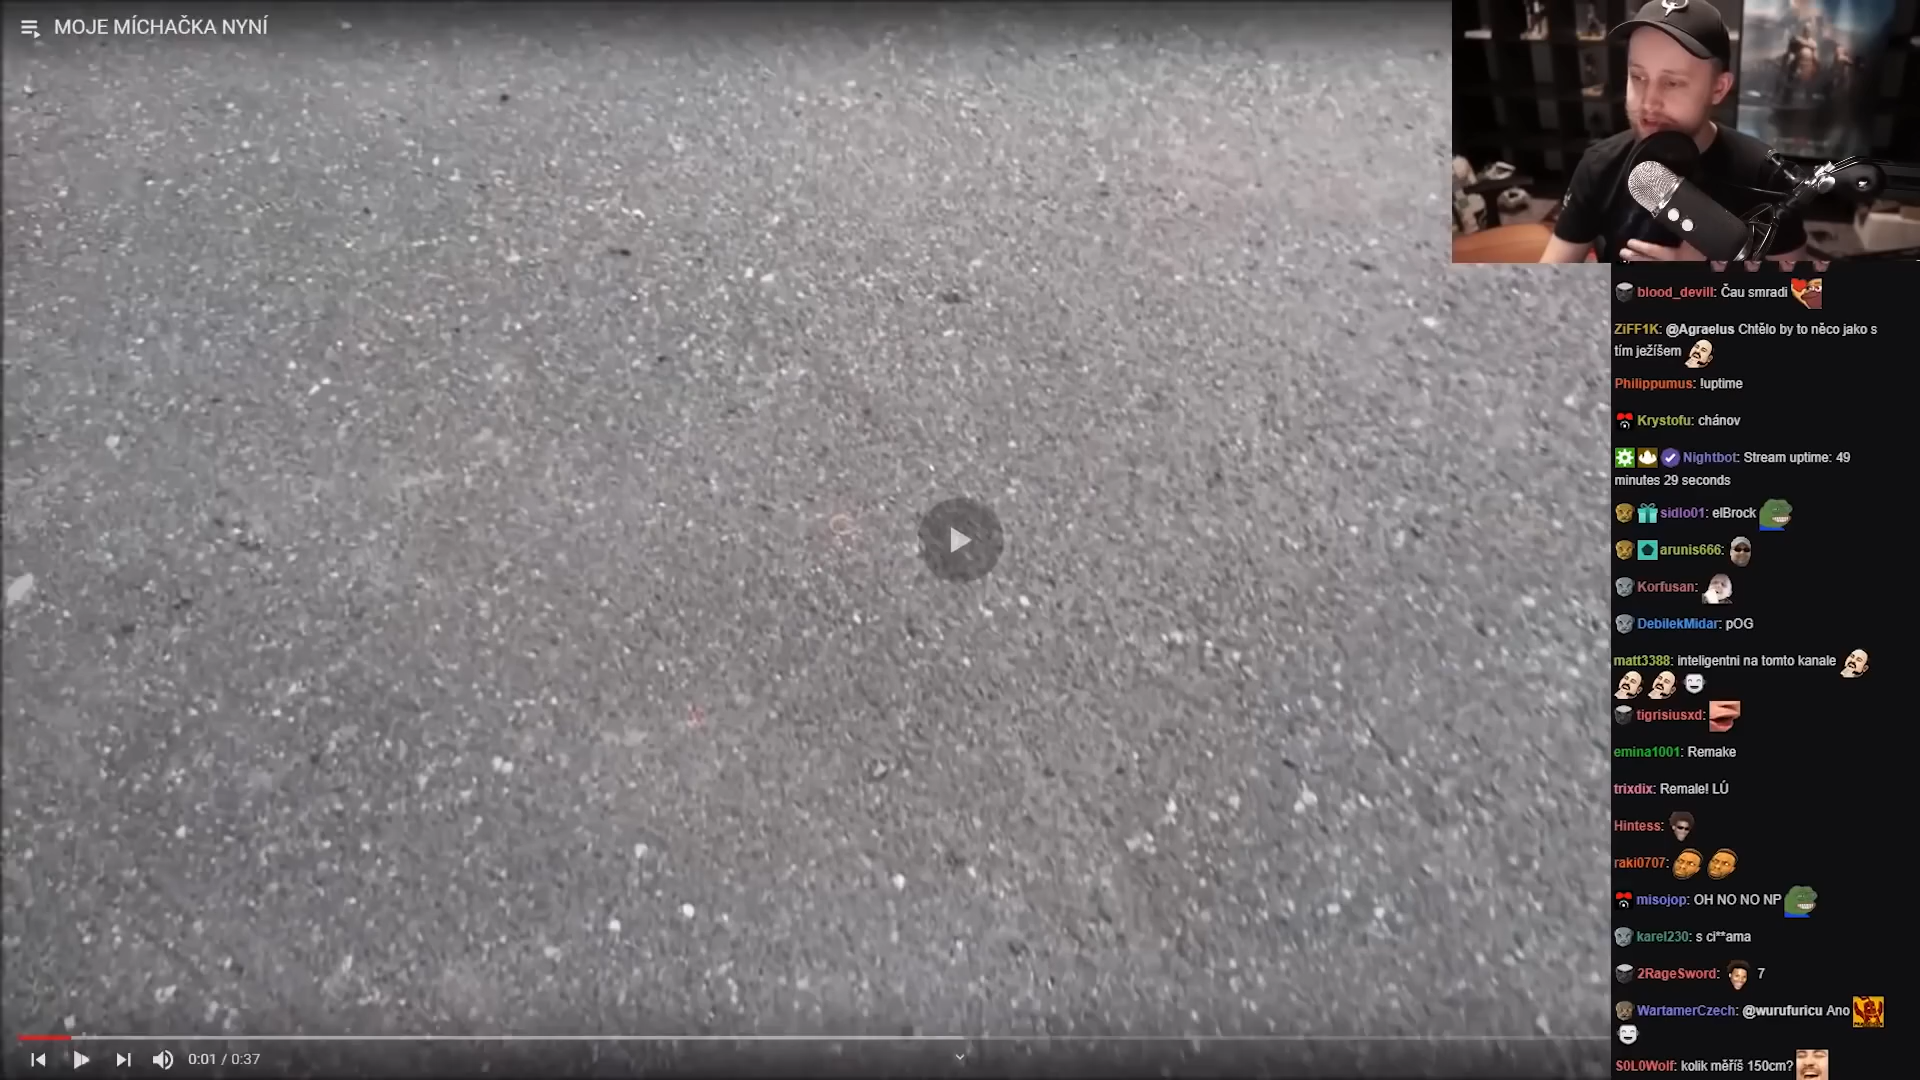 MOJE MÍCHAČKA NYNÍ
blood_devill: Čau smradi
ZiFF1K: @Agraelus Chtělo by to něco jako s
tím ježíšem
Philippumus: !uptime
Krystofu: chánov
Nightbot: Stream uptime: 49
minutes 29 seconds
sidlo01: elBrock
arunis666:
Korfusan:
DebilekMidar: pOG
matt3388: inteligentni na tomto kanale
tigrisiusxd:
emina1001: Remake
trixdix: Remale! LÚ
Hintess:
raki0707:
misojop: OH NO NO NP
karel230: s ci**ama
2RageSword: 7
WartamerCzech: @wurufuricu Ano
S0L0Wolf: kolik měříš 150cm?
0:01 / 0:37